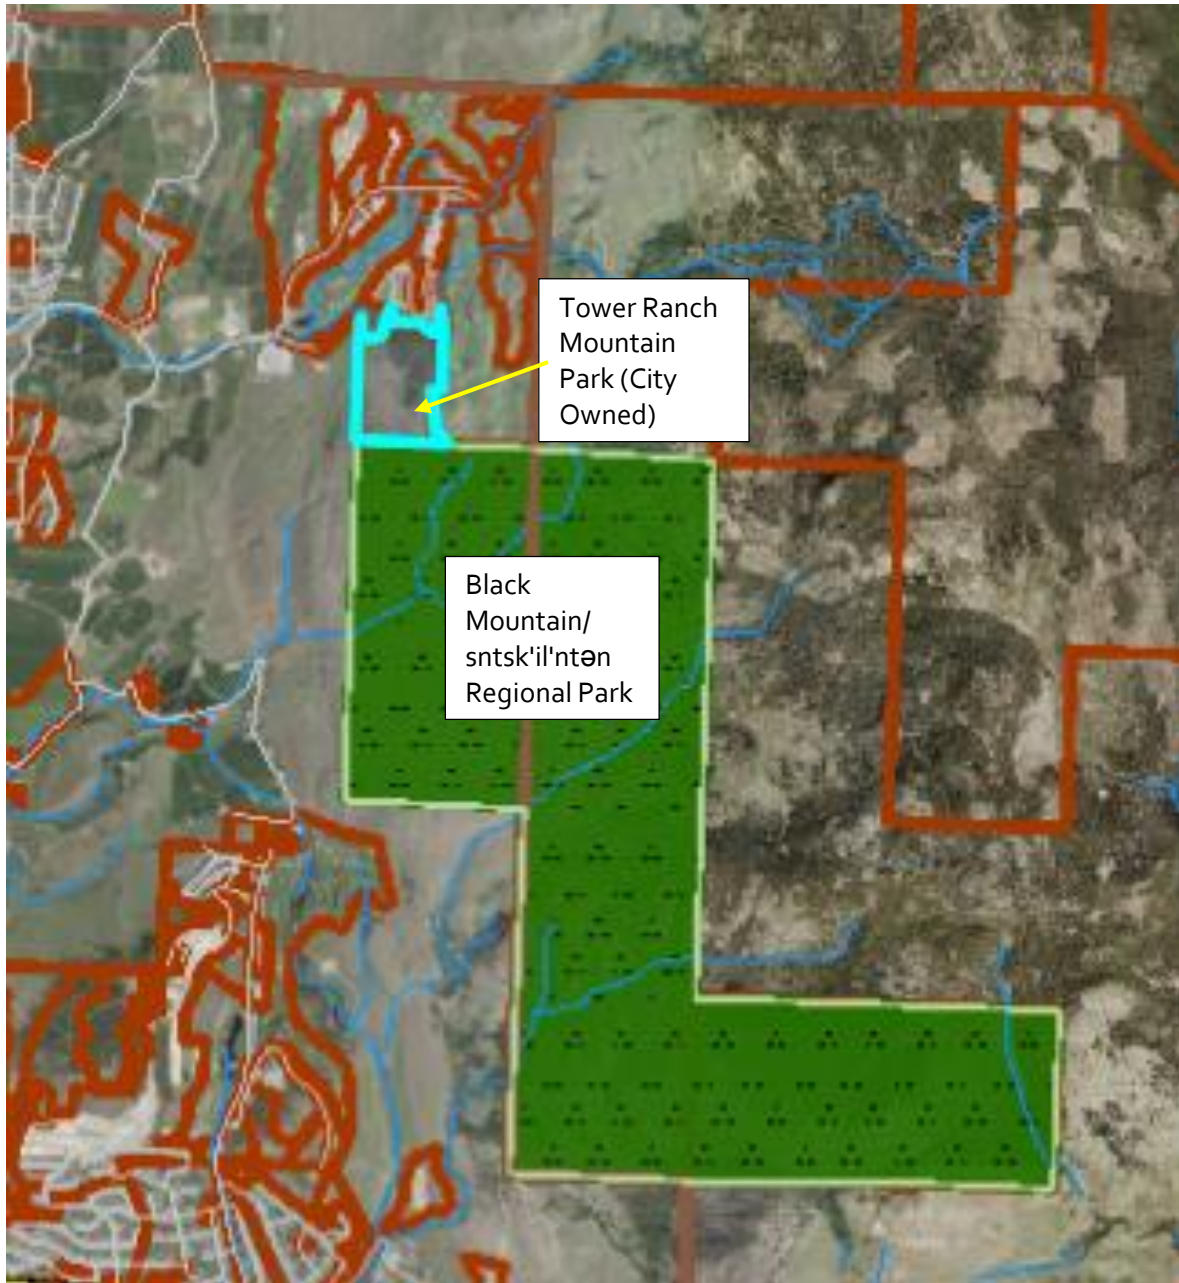 Tower Ranch
Mountain
Park (City
Owned)
Black
Mountain/
sntsk'il'ntən
Regional Park